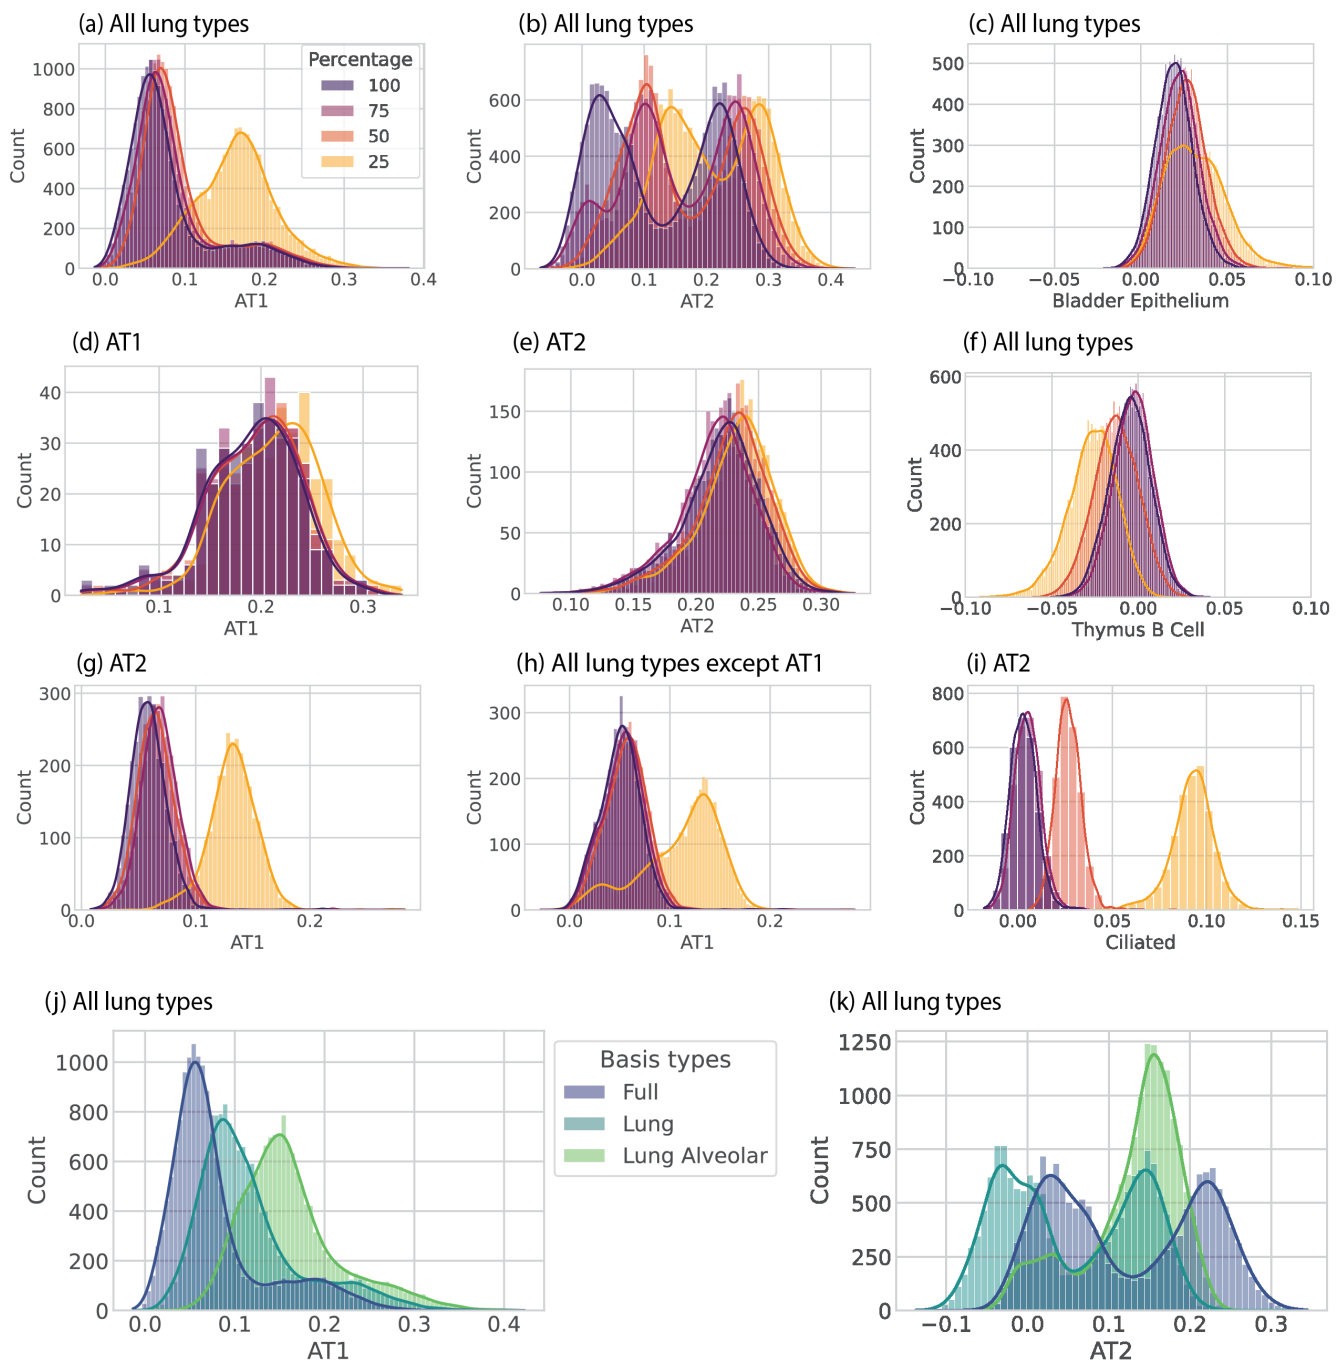 (a) All lung types
(b) All lung types
(c) All lung types
Percentage
100
75
50
25
Count
1000
800
600
400
200
0
0.0
0.1
0.2
0.3
0.4
AT1
Count
600
400
200
0
0.0
0.1
0.2
0.3
0.4
AT2
Count
500
400
300
200
100
0
−0.10
−0.05
0.00
0.05
0.10
Bladder Epithelium
(d) AT1
(e) AT2
(f) All lung types
Count
40
30
20
10
0
0.1
0.2
0.3
AT1
Count
150
100
50
0
0.10
0.15
0.20
0.25
0.30
AT2
Count
600
400
200
0
−0.10
−0.05
0.00
0.05
0.10
Thymus B Cell
(g) AT2
(h) All lung types except AT1
(i) AT2
Count
300
200
100
0
0.0
0.1
0.2
AT1
Count
300
200
100
0
0.0
0.1
0.2
AT1
Count
800
600
400
200
0
0.00
0.05
0.10
0.15
Ciliated
(j) All lung types
(k) All lung types
Count
1000
800
600
400
200
0
0.0
0.1
0.2
0.3
0.4
AT1
Basis types
Full
Lung
Lung Alveolar
Count
1250
1000
750
500
250
0
−0.1
0.0
0.1
0.2
0.3
AT2